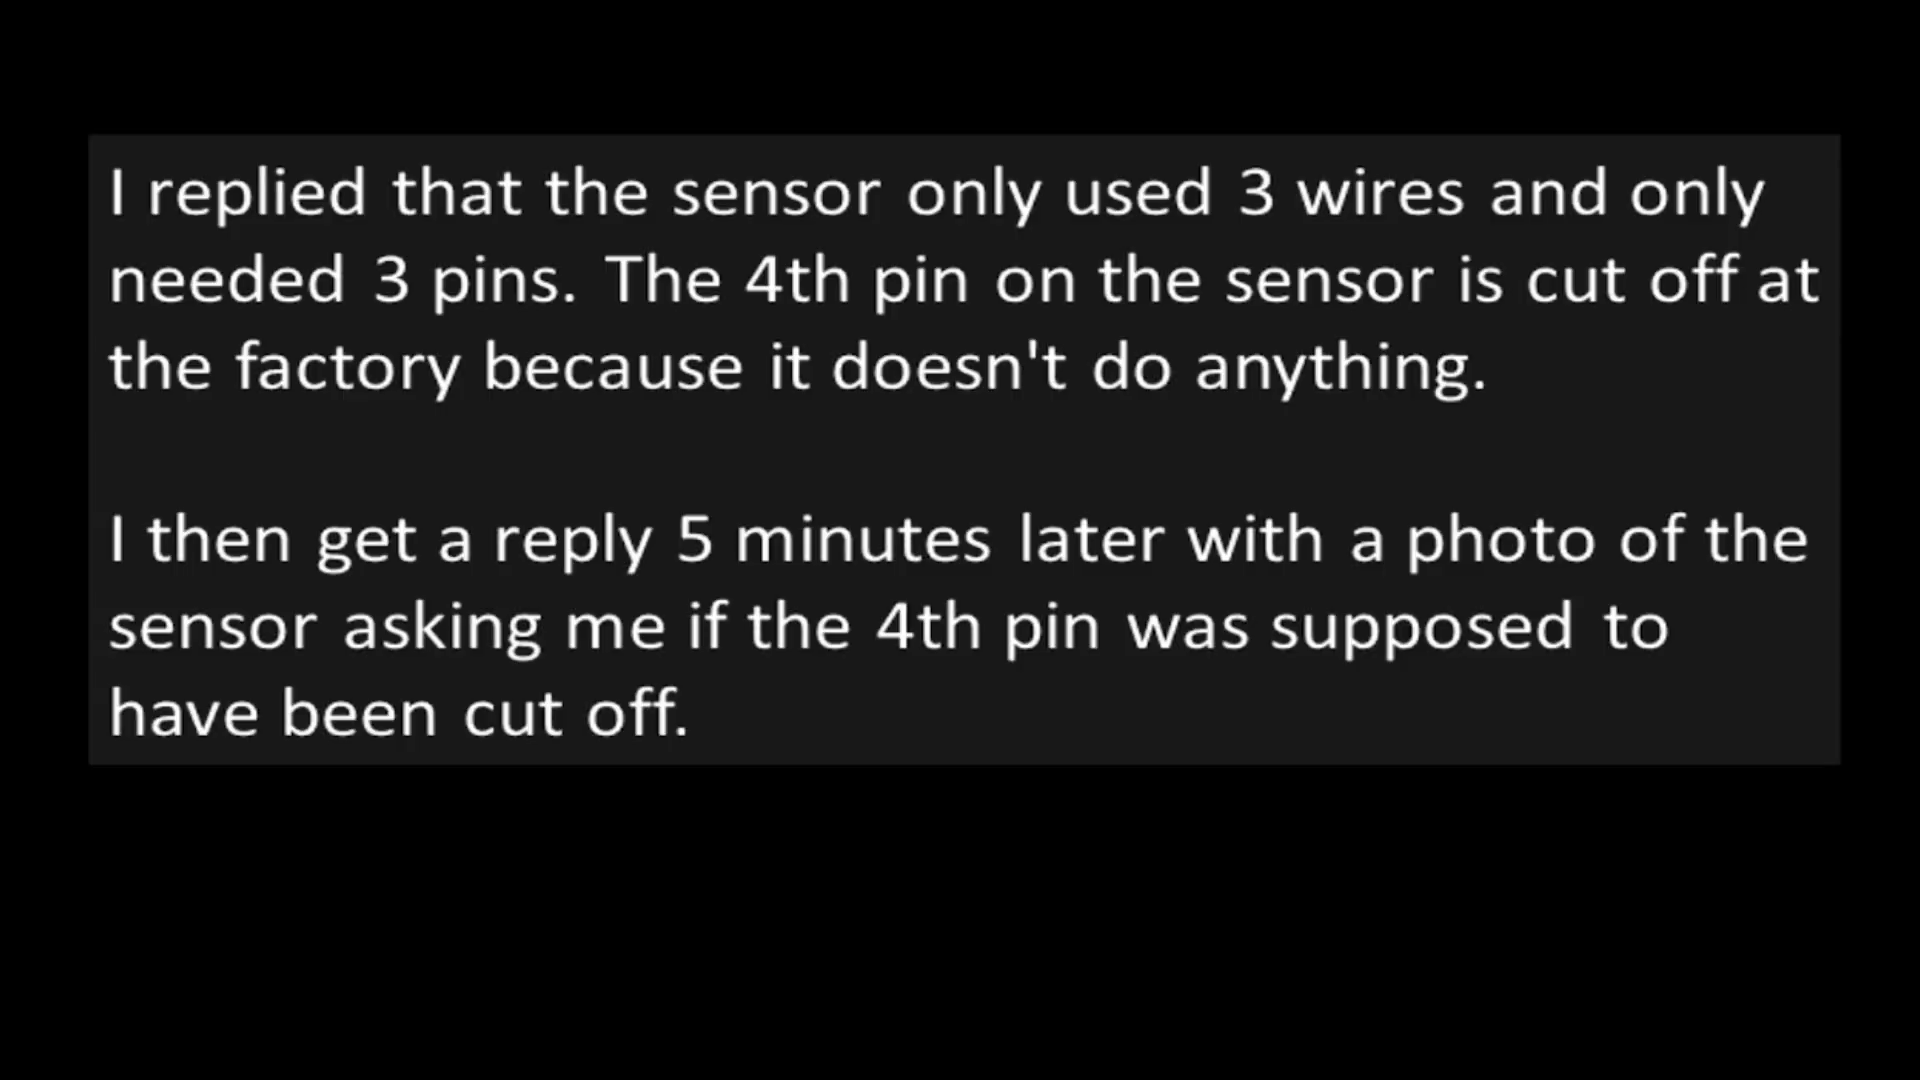 I replied that the sensor only used 3 wires and only
needed 3 pins. The 4th pin on the sensor is cut off at
the factory because it doesn't do anything.
I then get a reply 5 minutes later with a photo of the
sensor asking me if the 4th pin was supposed to
have been cut off.